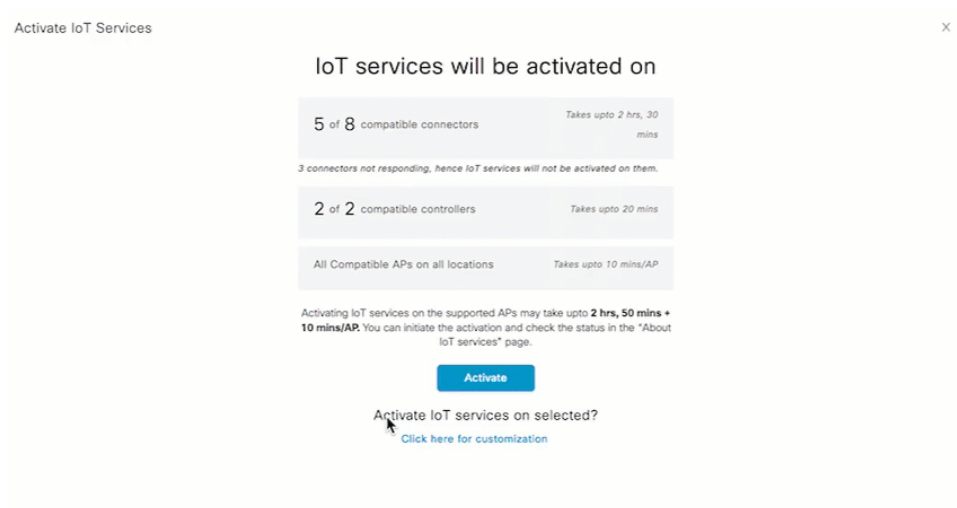 Activate IoT Services
X
IoT services will be activated on
5 of 8 compatible connectors
Takes upto 2 hrs, 30
mins
3 connectors not responding, hence IoT services will not be activated on them.
2 of 2 compatible controllers
Takes upto 20 mins
All Compatible APs on all locations
Takes upto 10 mins/AP
Activating IoT services on the supported APs may take upto 2 hrs, 50 mins +
10 mins/AP. You can initiate the activation and check the status in the "About
IoT services" page.
Activate
Activate IoT services on selected?
Click here for customization